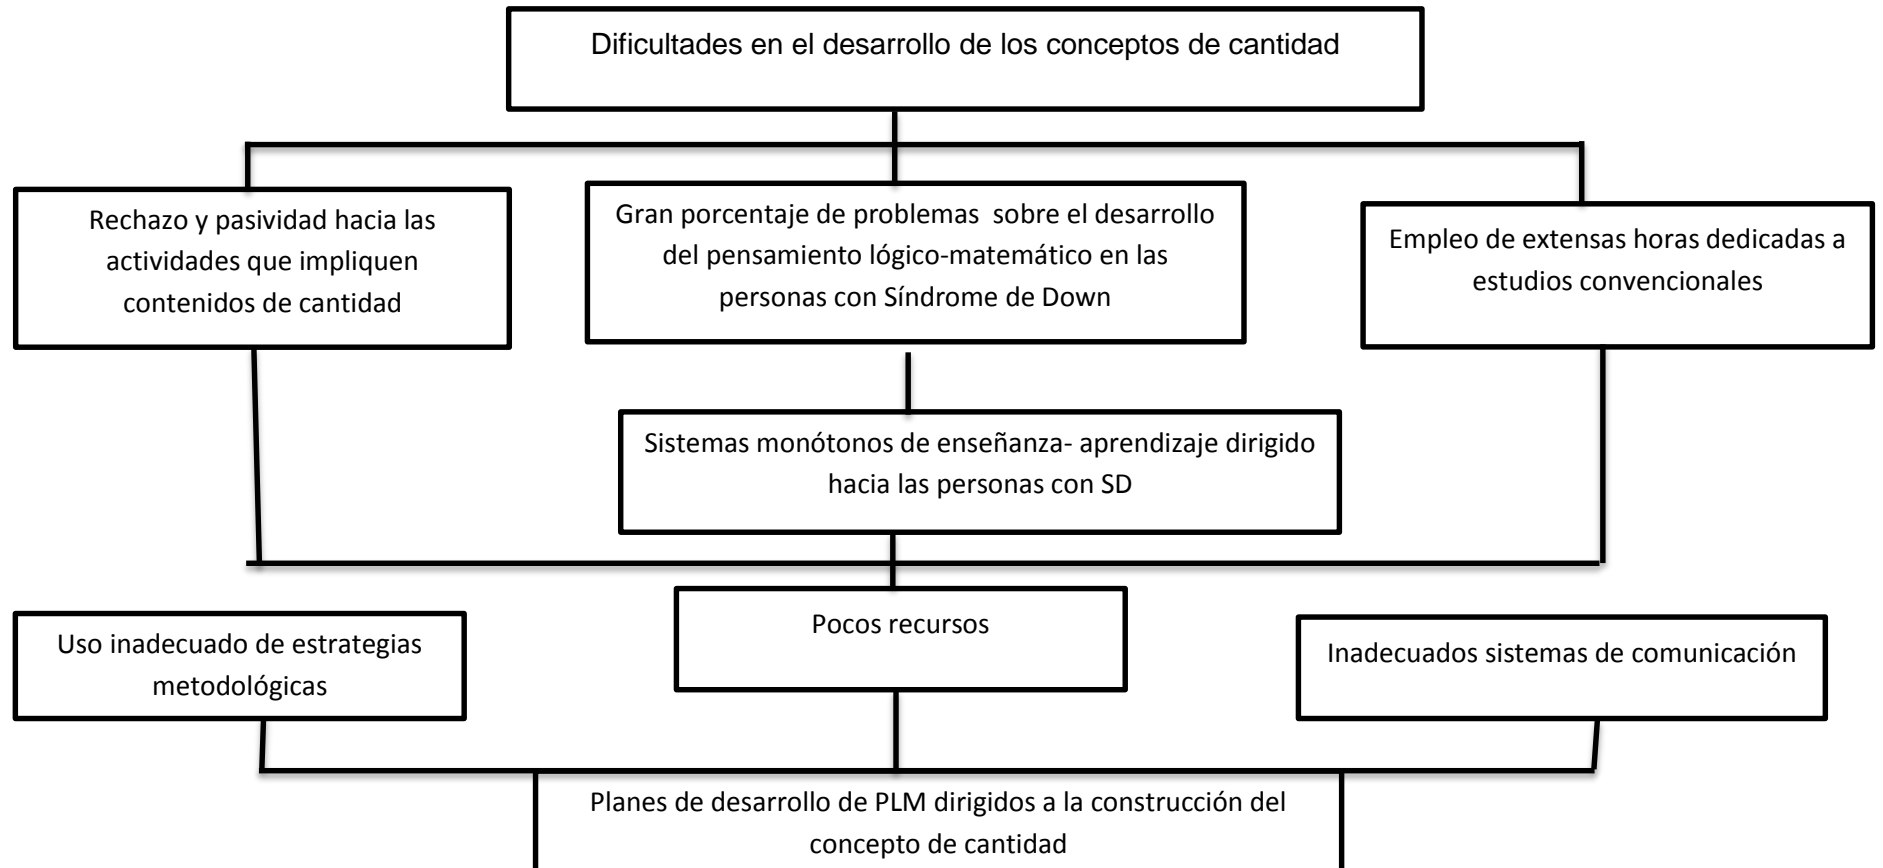 Dificultades en el desarrollo de los conceptos de cantidad
Rechazo y pasividad hacia las
actividades que impliquen
contenidos de cantidad
Gran porcentaje de problemas  sobre el desarrollo
del pensamiento lógico-matemático en las
personas con Síndrome de Down
Empleo de extensas horas dedicadas a
estudios convencionales
Sistemas monótonos de enseñanza- aprendizaje dirigido
hacia las personas con SD
Uso inadecuado de estrategias
metodológicas
Pocos recursos
Inadecuados sistemas de comunicación
Planes de desarrollo de PLM dirigidos a la construcción del
concepto de cantidad